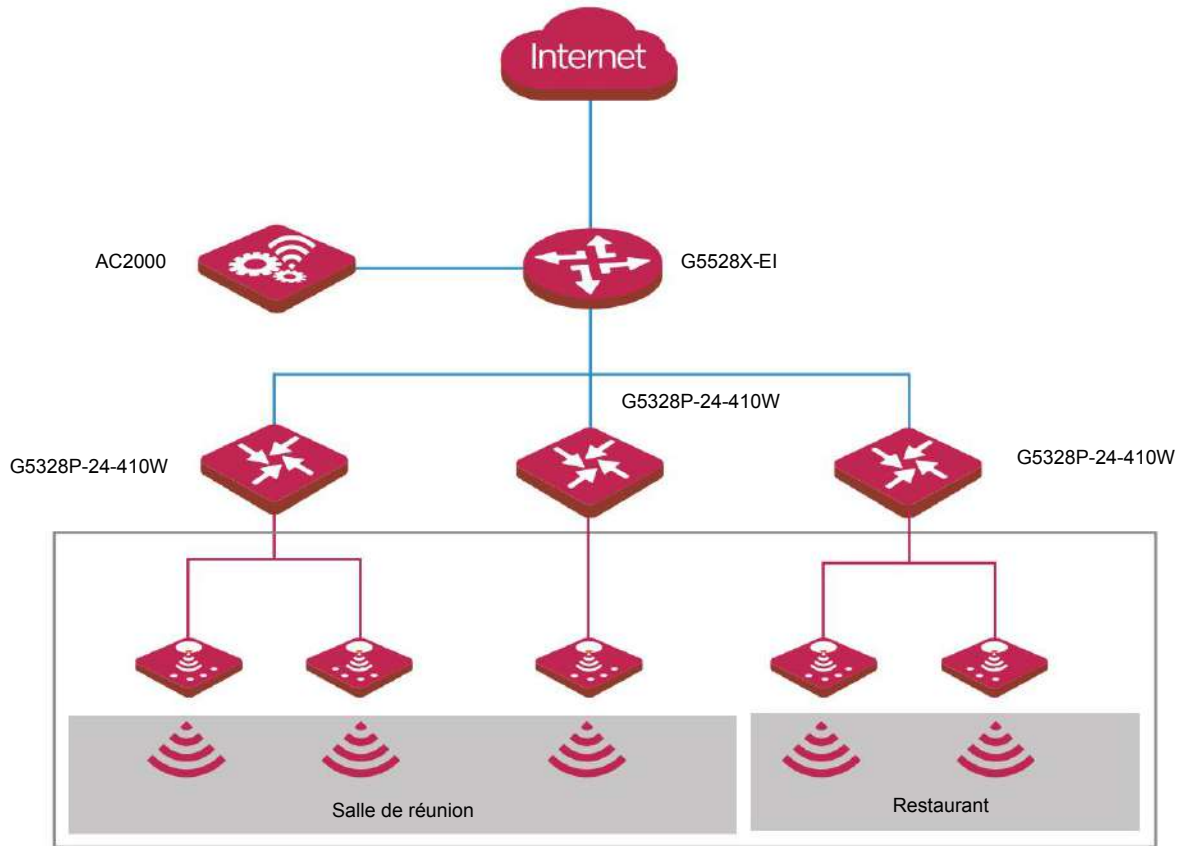 Internet
AC2000
G5528X-EI
G5328P-24-410W
G5328P-24-410W
G5328P-24-410W
Salle de réunion
Restaurant